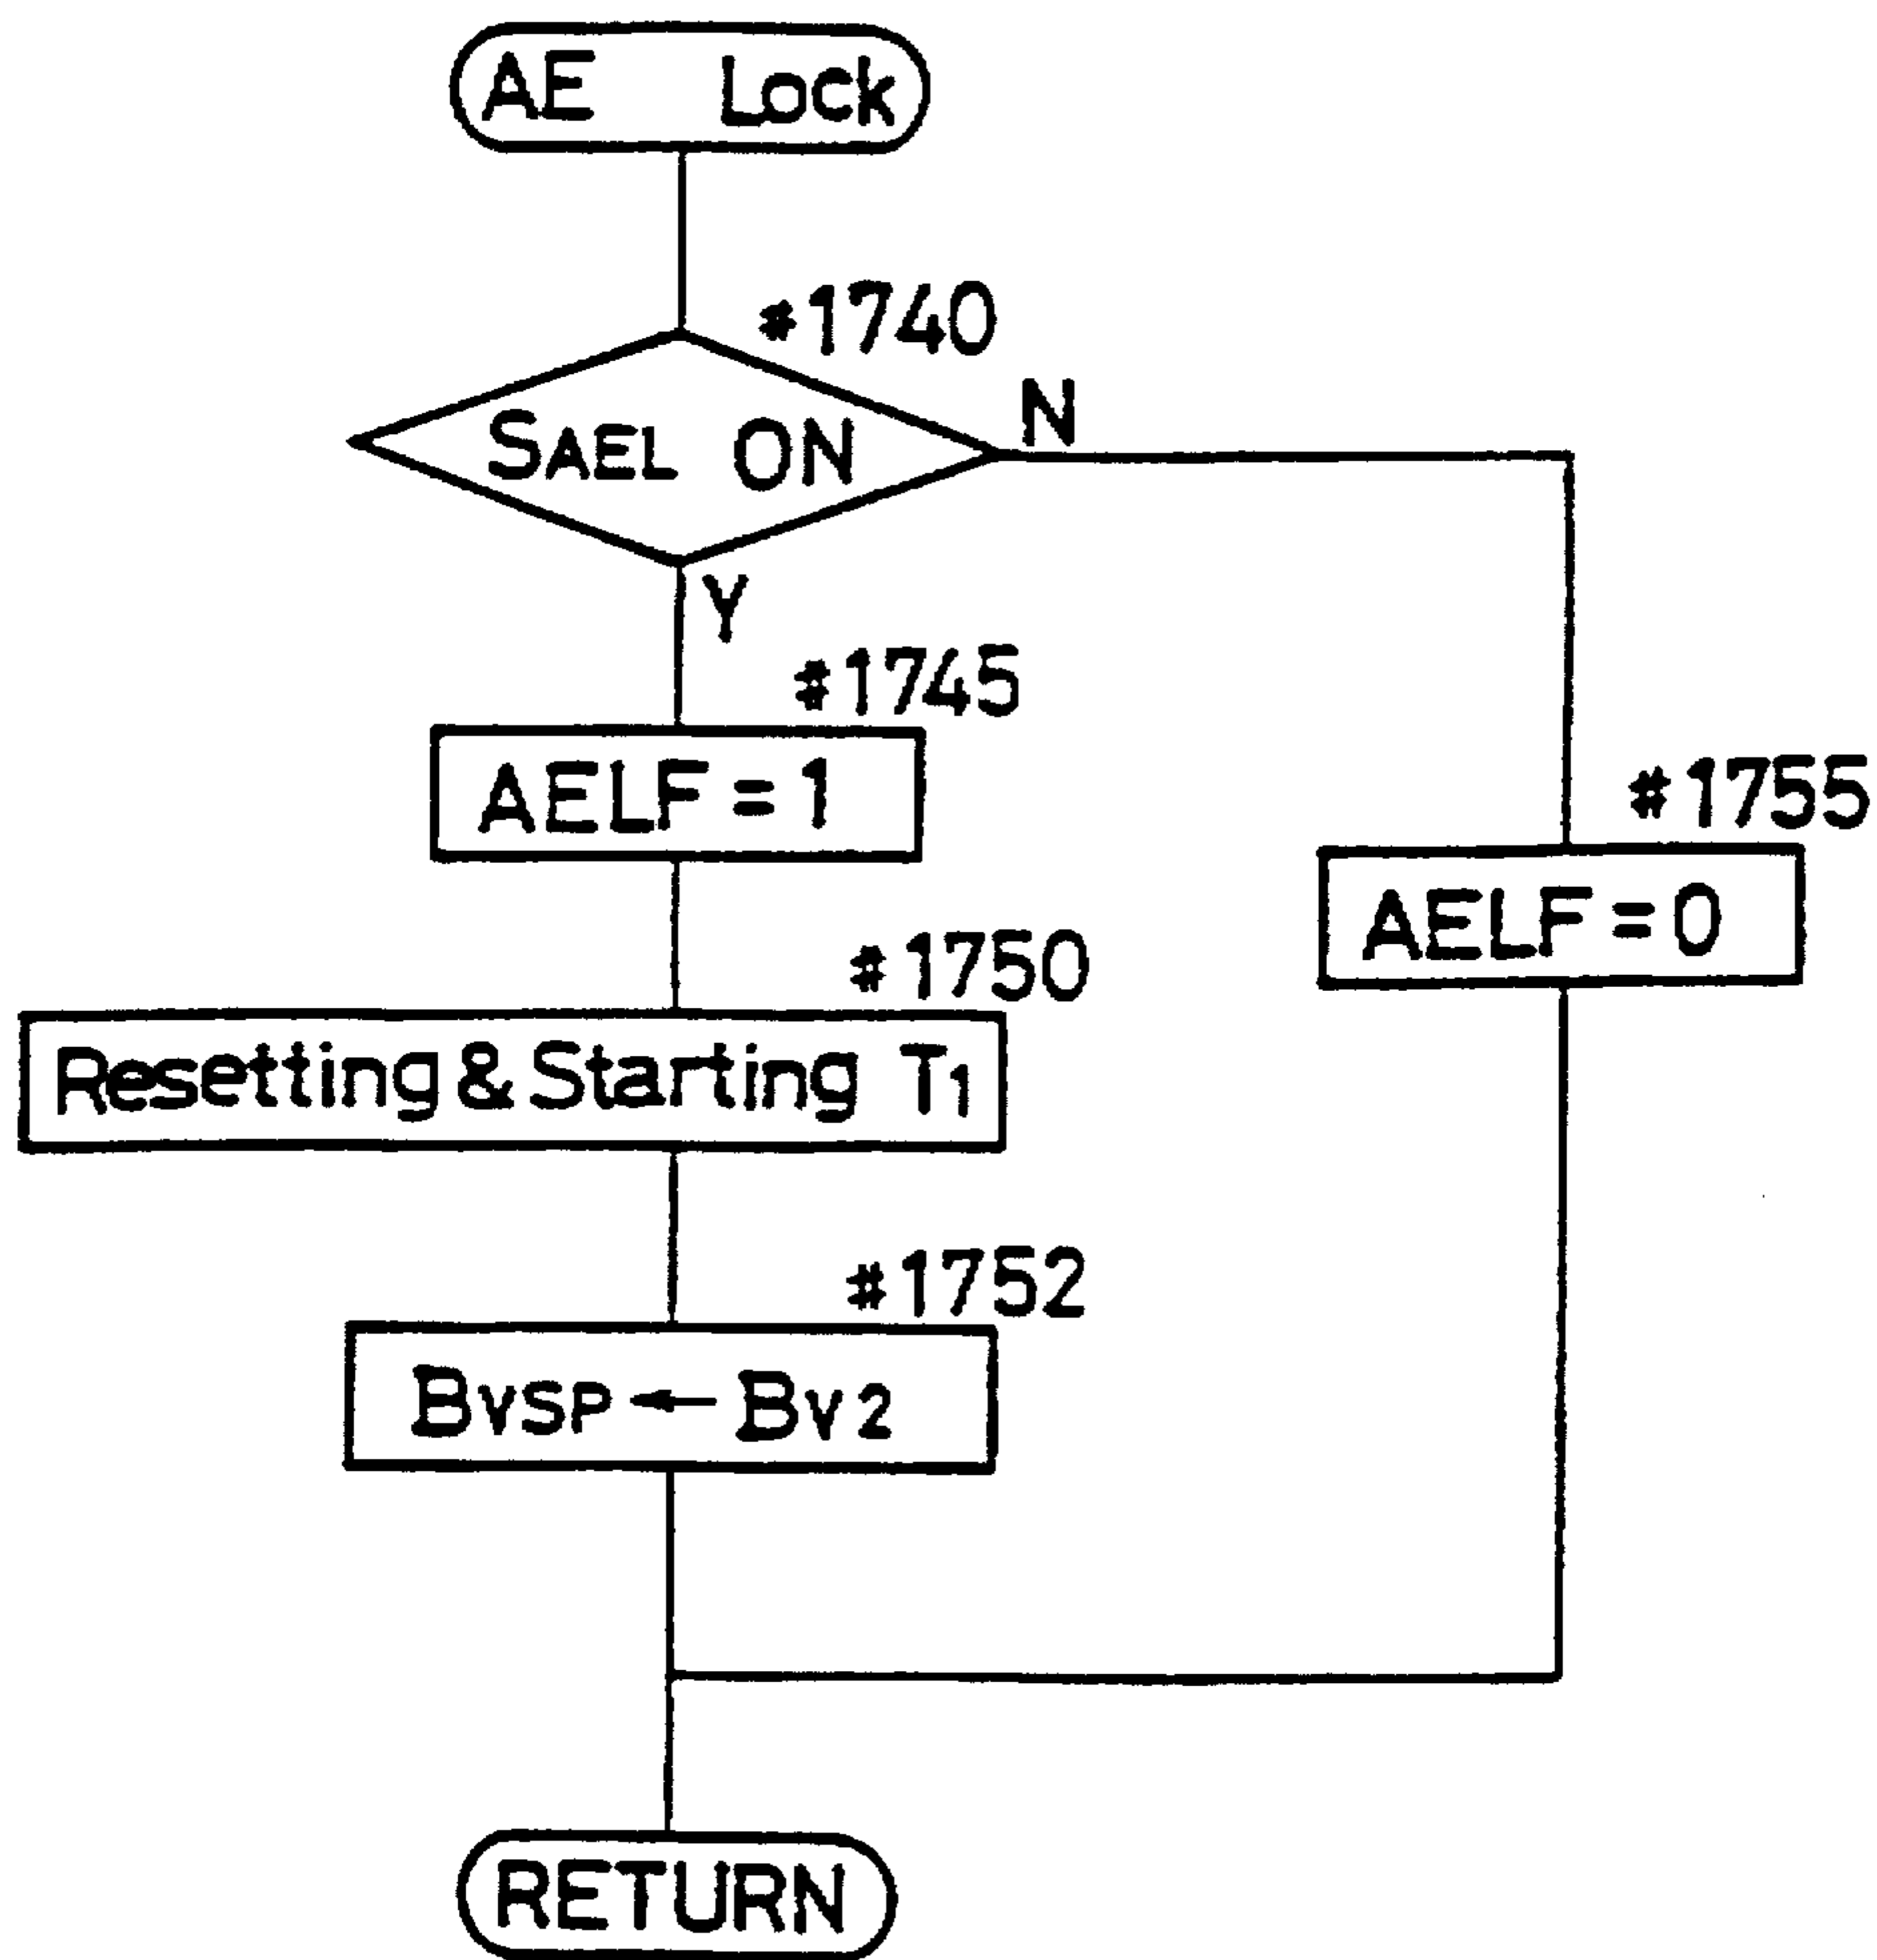 AE Lock
#1740
SAEL ON
N
Y
#1745
AELF=1
#1755
AELF=0
#1750
Resetting & Starting T1
#1752
BVSP ← BV2
RETURN